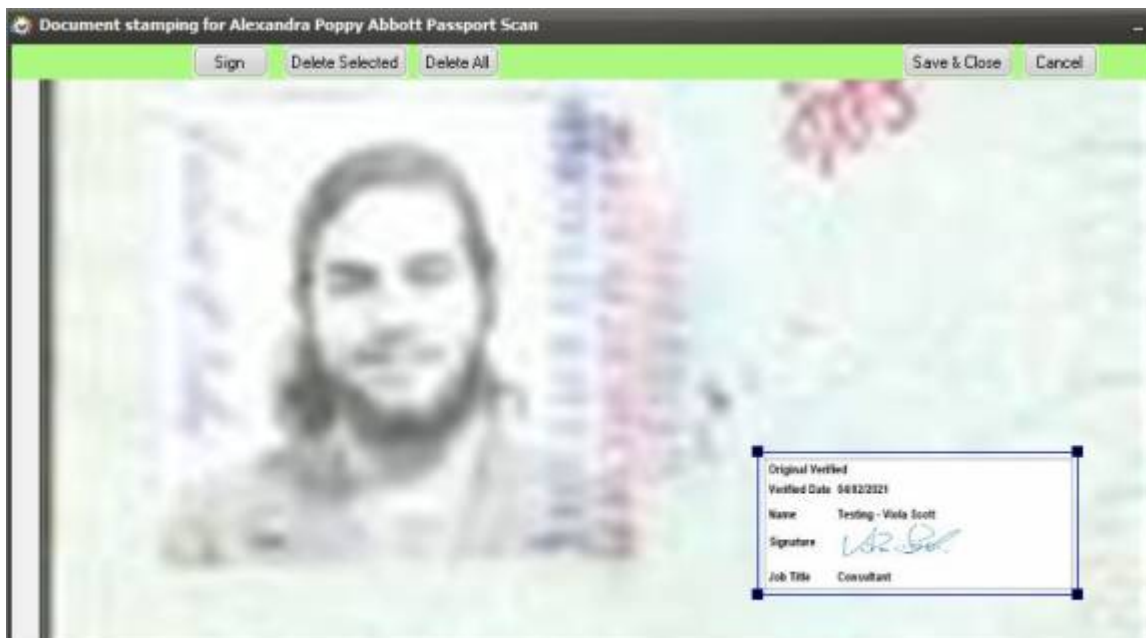 Document stamping for Alexandra Poppy Abbott Passport Scan
Sign Delete Selected Delete All Save & Close Cancel
Original Verified
Verified Date 04/02/2021
Name Testing - Viola Scott
Signature
Job Title Consultant